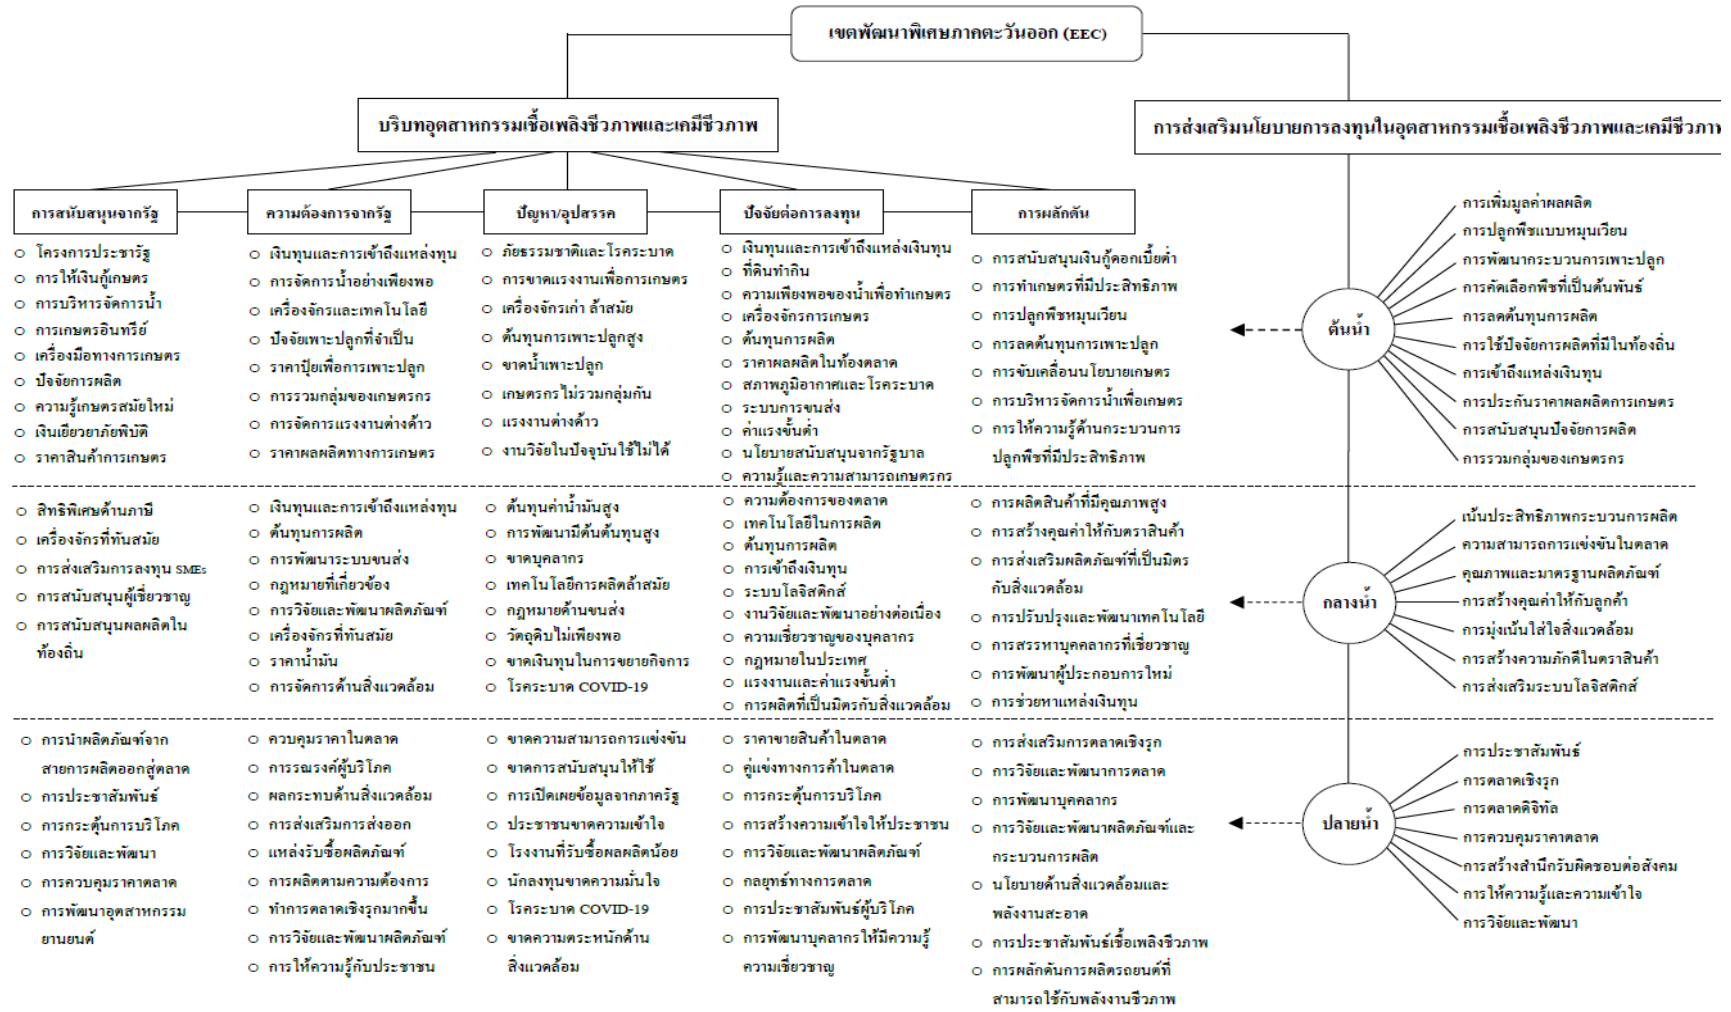 เขตพัฒนาพิเศษภาคตะวันออก (EEC)
บริบทอุตสาหกรรมเชื้อเพลิงชีวภาพและเคมีชีวภาพ
การส่งเสริมนโยบายการลงทุนในอุตสาหกรรมเชื้อเพลิงชีวภาพและเคมีชีวภาพ
การสนับสนุนจากรัฐ
ความต้องการจากรัฐ
ปัญหา/อุปสรรค
ปัจจัยต่อการลงทุน
การผลักดัน
โครงการประชารัฐ
การให้เงินกู้เกษตร
การบริหารจัดการน้ำ
การเกษตรอินทรีย์
เครื่องมือทางการเกษตร
ปัจจัยการผลิต
ความรู้เกษตรสมัยใหม่
เงินเยียวยาภัยพิบัติ
ราคาสินค้าการเกษตร
เงินทุนและการเข้าถึงแหล่งทุน
การจัดการน้ำอย่างเพียงพอ
เครื่องจักรและเทคโนโลยี
ปัจจัยเพาะปลูกที่จำเป็น
ราคาปุ๋ยเพื่อการเพาะปลูก
การรวมกลุ่มของเกษตรกร
การจัดการแรงงานต่างด้าว
ราคาผลผลิตทางการเกษตร
ภัยธรรมชาติและโรคระบาด
การขาดแรงงานเพื่อการเกษตร
เครื่องจักรเก่า ล้าสมัย
ต้นทุนการเพาะปลูกสูง
ขาดน้ำเพาะปลูก
เกษตรกรไม่รวมกลุ่มกัน
แรงงานต่างด้าว
งานวิจัยในปัจจุบันใช้ไม่ได้
เงินทุนและการเข้าถึงแหล่งเงินทุน
ที่ดินทำกิน
ความเพียงพอของน้ำเพื่อทำเกษตร
เครื่องจักรการเกษตร
ต้นทุนการผลิต
ราคาผลผลิตในท้องตลาด
สภาพภูมิอากาศและโรคระบาด
ระบบการขนส่ง
ค่าแรงขั้นต่ำ
นโยบายสนับสนุนจากรัฐบาล
ความรู้และความสามารถเกษตรกร
การสนับสนุนเงินกู้ดอกเบี้ยต่ำ
การทำเกษตรที่มีประสิทธิภาพ
การปลูกพืชหมุนเวียน
การลดต้นทุนการเพาะปลูก
การขับเคลื่อนนโยบายเกษตร
การบริหารจัดการน้ำเพื่อเกษตร
การให้ความรู้ด้านกระบวนการ
ปลูกพืชที่มีประสิทธิภาพ
ต้นน้ำ
การเพิ่มมูลค่าผลผลิต
การปลูกพืชแบบหมุนเวียน
การพัฒนากระบวนการเพาะปลูก
การคัดเลือกพืชที่เป็นต้นพันธ์
การลดต้นทุนการผลิต
การใช้ปัจจัยการผลิตที่มีในท้องถิ่น
การเข้าถึงแหล่งเงินทุน
การประกันราคาผลผลิตการเกษตร
การสนับสนุนปัจจัยการผลิต
การรวมกลุ่มของเกษตรกร
สิทธิพิเศษด้านภาษี
เครื่องจักรที่ทันสมัย
การส่งเสริมการลงทุน SMEs
การสนับสนุนผู้เชี่ยวชาญ
การสนับสนุนผลผลิตใน
ท้องถิ่น
เงินทุนและการเข้าถึงแหล่งทุน
ต้นทุนการผลิต
การพัฒนาระบบขนส่ง
กฎหมายที่เกี่ยวข้อง
การวิจัยและพัฒนาผลิตภัณฑ์
เครื่องจักรที่ทันสมัย
ราคาน้ำมัน
การจัดการด้านสิ่งแวดล้อม
ต้นทุนค่าน้ำมันสูง
การพัฒนามีต้นต้นทุนสูง
ขาดบุคลากร
เทคโนโลยีการผลิตล้าสมัย
กฎหมายด้านขนส่ง
วัตถุดิบไม่เพียงพอ
ขาดเงินทุนในการขยายกิจการ
โรคระบาด COVID-19
ความต้องการของตลาด
เทคโนโลยีในการผลิต
ต้นทุนการผลิต
การเข้าถึงเงินทุน
ระบบโลจิสติกส์
งานวิจัยและพัฒนาอย่างต่อเนื่อง
ความเชี่ยวชาญของบุคลากร
กฎหมายในประเทศ
แรงงานและค่าแรงขั้นต่ำ
การผลิตที่เป็นมิตรกับสิ่งแวดล้อม
การผลิตสินค้าที่มีคุณภาพสูง
การสร้างคุณค่าให้กับตราสินค้า
การส่งเสริมผลิตภัณฑ์ที่เป็นมิตร
กับสิ่งแวดล้อม
การปรับปรุงและพัฒนาเทคโนโลยี
การสรรหาบุคคลากรที่เชี่ยวชาญ
การพัฒนาผู้ประกอบการใหม่
การช่วยหาแหล่งเงินทุน
กลางน้ำ
เน้นประสิทธิภาพกระบวนการผลิต
ความสามารถการแข่งขันในตลาด
คุณภาพและมาตรฐานผลิตภัณฑ์
การสร้างคุณค่าให้กับลูกค้า
การมุ่งเน้นใส่ใจสิ่งแวดล้อม
การสร้างความภักดีในตราสินค้า
การส่งเสริมระบบโลจิสติกส์
การนำผลิตภัณฑ์จาก
สายการผลิตออกสู่ตลาด
การประชาสัมพันธ์
การกระตุ้นการบริโภค
การวิจัยและพัฒนา
การควบคุมราคาตลาด
การพัฒนาอุตสาหกรรม
ยานยนต์
ควบคุมราคาในตลาด
การรณรงค์ผู้บริโภค
ผลกระทบด้านสิ่งแวดล้อม
การส่งเสริมการส่งออก
แหล่งรับซื้อผลิตภัณฑ์
การผลิตตามความต้องการ
ทำการตลาดเชิงรุกมากขึ้น
การวิจัยและพัฒนาผลิตภัณฑ์
การให้ความรู้กับประชาชน
ขาดความสามารถการแข่งขัน
ขาดการสนับสนุนให้ใช้
การเปิดเผยข้อมูลจากภาครัฐ
ประชาชนขาดความเข้าใจ
โรงงานที่รับซื้อผลผลิตน้อย
นักลงทุนขาดความมั่นใจ
โรคระบาด COVID-19
ขาดความตระหนักด้าน
สิ่งแวดล้อม
ราคาขายสินค้าในตลาด
คู่แข่งทางการค้าในตลาด
การกระตุ้นการบริโภค
การสร้างความเข้าใจให้ประชาชน
การวิจัยและพัฒนาผลิตภัณฑ์
กลยุทธ์ทางการตลาด
การประชาสัมพันธ์ผู้บริโภค
การพัฒนาบุคลากรให้มีความรู้
ความเชี่ยวชาญ
การส่งเสริมการตลาดเชิงรุก
การวิจัยและพัฒนาการตลาด
การพัฒนาบุคคลากร
การวิจัยและพัฒนาผลิตภัณฑ์และ
กระบวนการผลิต
นโยบายด้านสิ่งแวดล้อมและ
พลังงานสะอาด
การประชาสัมพันธ์เชื้อเพลิงชีวภาพ
การผลักดันการผลิตรถยนต์ที่
สามารถใช้กับพลังงานชีวภาพ
ปลายน้ำ
การประชาสัมพันธ์
การตลาดเชิงรุก
การตลาดดิจิทัล
การควบคุมราคาตลาด
การสร้างสำนึกรับผิดชอบต่อสังคม
การให้ความรู้และความเข้าใจ
การวิจัยและพัฒนา